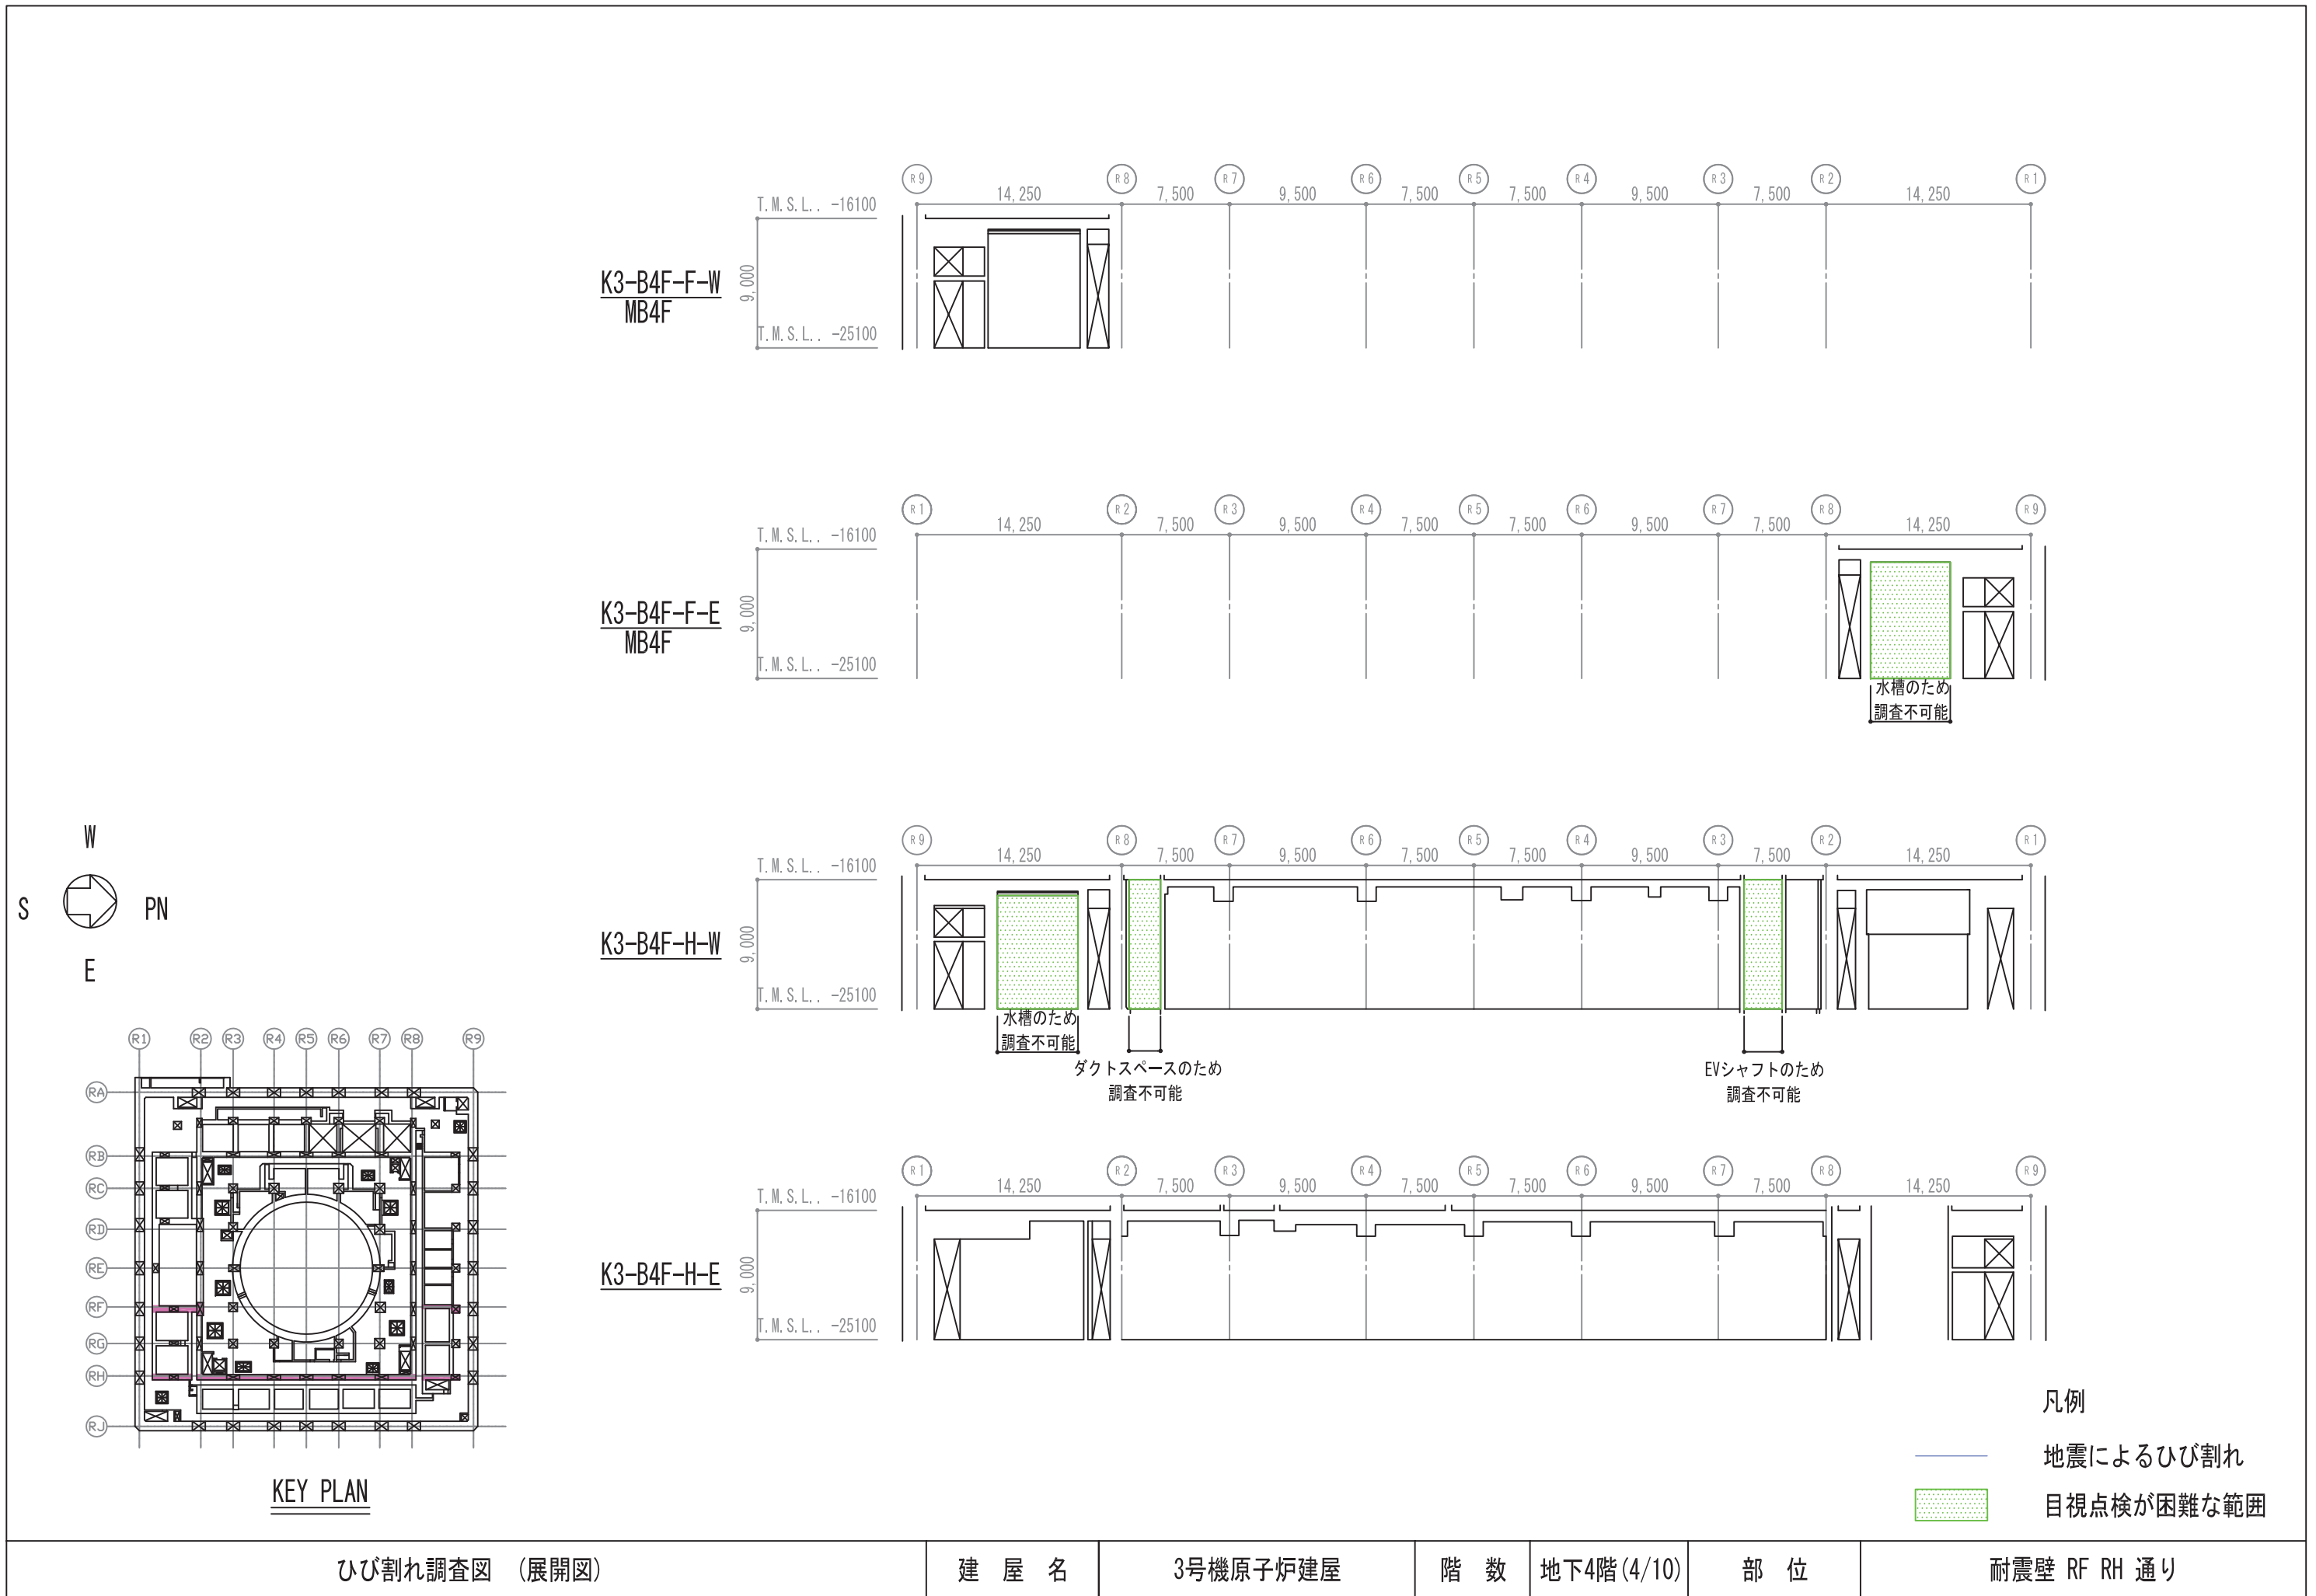 R9 R8 R7 R6 R5 R4 R3 R2 R1
14,250 7,500 9,500 7,500 7,500 9,500 7,500 14,250
T.M.S.L.. -16100
K3-B4F-F-W
MB4F
9,000
T.M.S.L.. -25100
R1 R2 R3 R4 R5 R6 R7 R8 R9
14,250 7,500 9,500 7,500 7,500 9,500 7,500 14,250
T.M.S.L.. -16100
K3-B4F-F-E
MB4F
9,000
T.M.S.L.. -25100
水槽のため
調査不可能
R9 R8 R7 R6 R5 R4 R3 R2 R1
14,250 7,500 9,500 7,500 7,500 9,500 7,500 14,250
T.M.S.L.. -16100
K3-B4F-H-W
9,000
T.M.S.L.. -25100
水槽のため
調査不可能
ダクトスペースのため
調査不可能
EVシャフトのため
調査不可能
R1 R2 R3 R4 R5 R6 R7 R8 R9
14,250 7,500 9,500 7,500 7,500 9,500 7,500 14,250
T.M.S.L.. -16100
K3-B4F-H-E
9,000
T.M.S.L.. -25100
W
S PN
E
R1 R2 R3 R4 R5 R6 R7 R8 R9
RA
RB
RC
RD
RE
RF
RG
RH
RJ
KEY PLAN
凡例
地震によるひび割れ
目視点検が困難な範囲
ひび割れ調査図 (展開図) 建 屋 名 3号機原子炉建屋 階 数 地下4階(4/10) 部 位 耐震壁 RF RH 通り